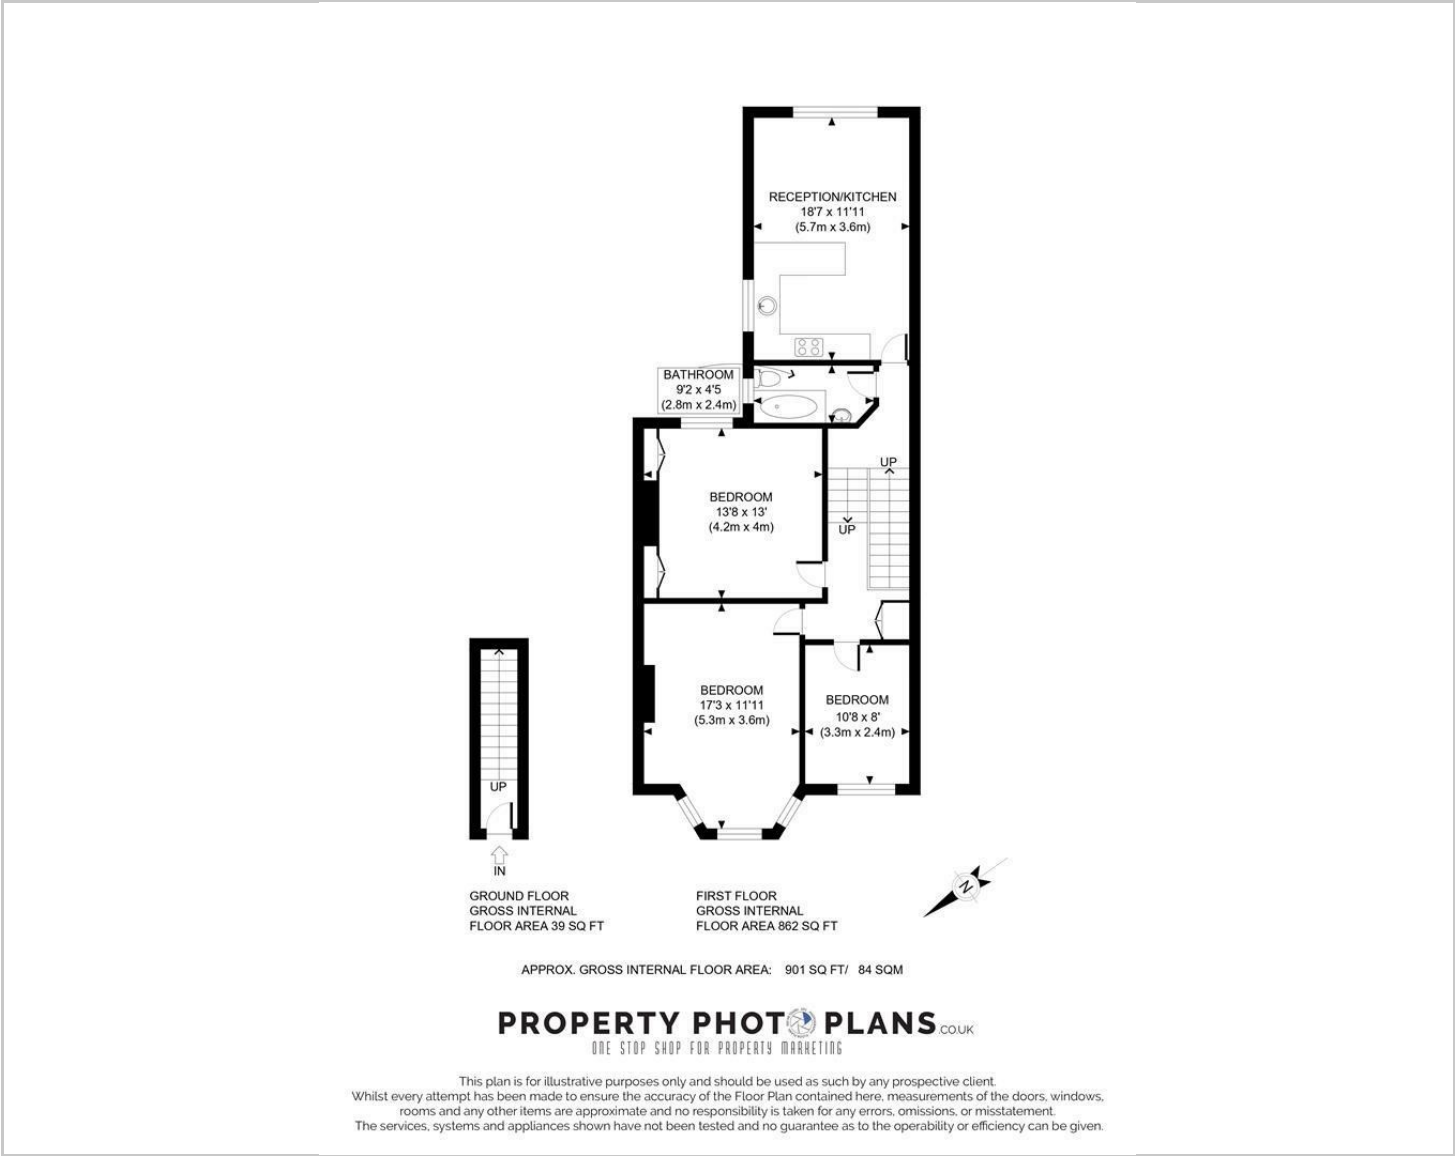 RECEPTION/KITCHEN
18'7 x 11'11
(5.7m x 3.6m)
BATHROOM
9'2 x 4'5
(2.8m x 2.4m)
UP
BEDROOM
13'8 x 13'
(4.2m x 4m)
UP
BEDROOM
17'3 x 11'11
(5.3m x 3.6m)
BEDROOM
10'8 x 8'
(3.3m x 2.4m)
UP
IN
N
GROUND FLOOR
GROSS INTERNAL
FLOOR AREA 39 SQ FT
FIRST FLOOR
GROSS INTERNAL
FLOOR AREA 862 SQ FT
APPROX. GROSS INTERNAL FLOOR AREA: 901 SQ FT/ 84 SQM
PROPERTY PHOTO PLANS.CO.UK
ONE STOP SHOP FOR PROPERTY MARKETING
This plan is for illustrative purposes only and should be used as such by any prospective client.
Whilst every attempt has been made to ensure the accuracy of the Floor Plan contained here, measurements of the doors, windows,
rooms and any other items are approximate and no responsibility is taken for any errors, omissions, or misstatement.
The services, systems and appliances shown have not been tested and no guarantee as to the operability or efficiency can be given.